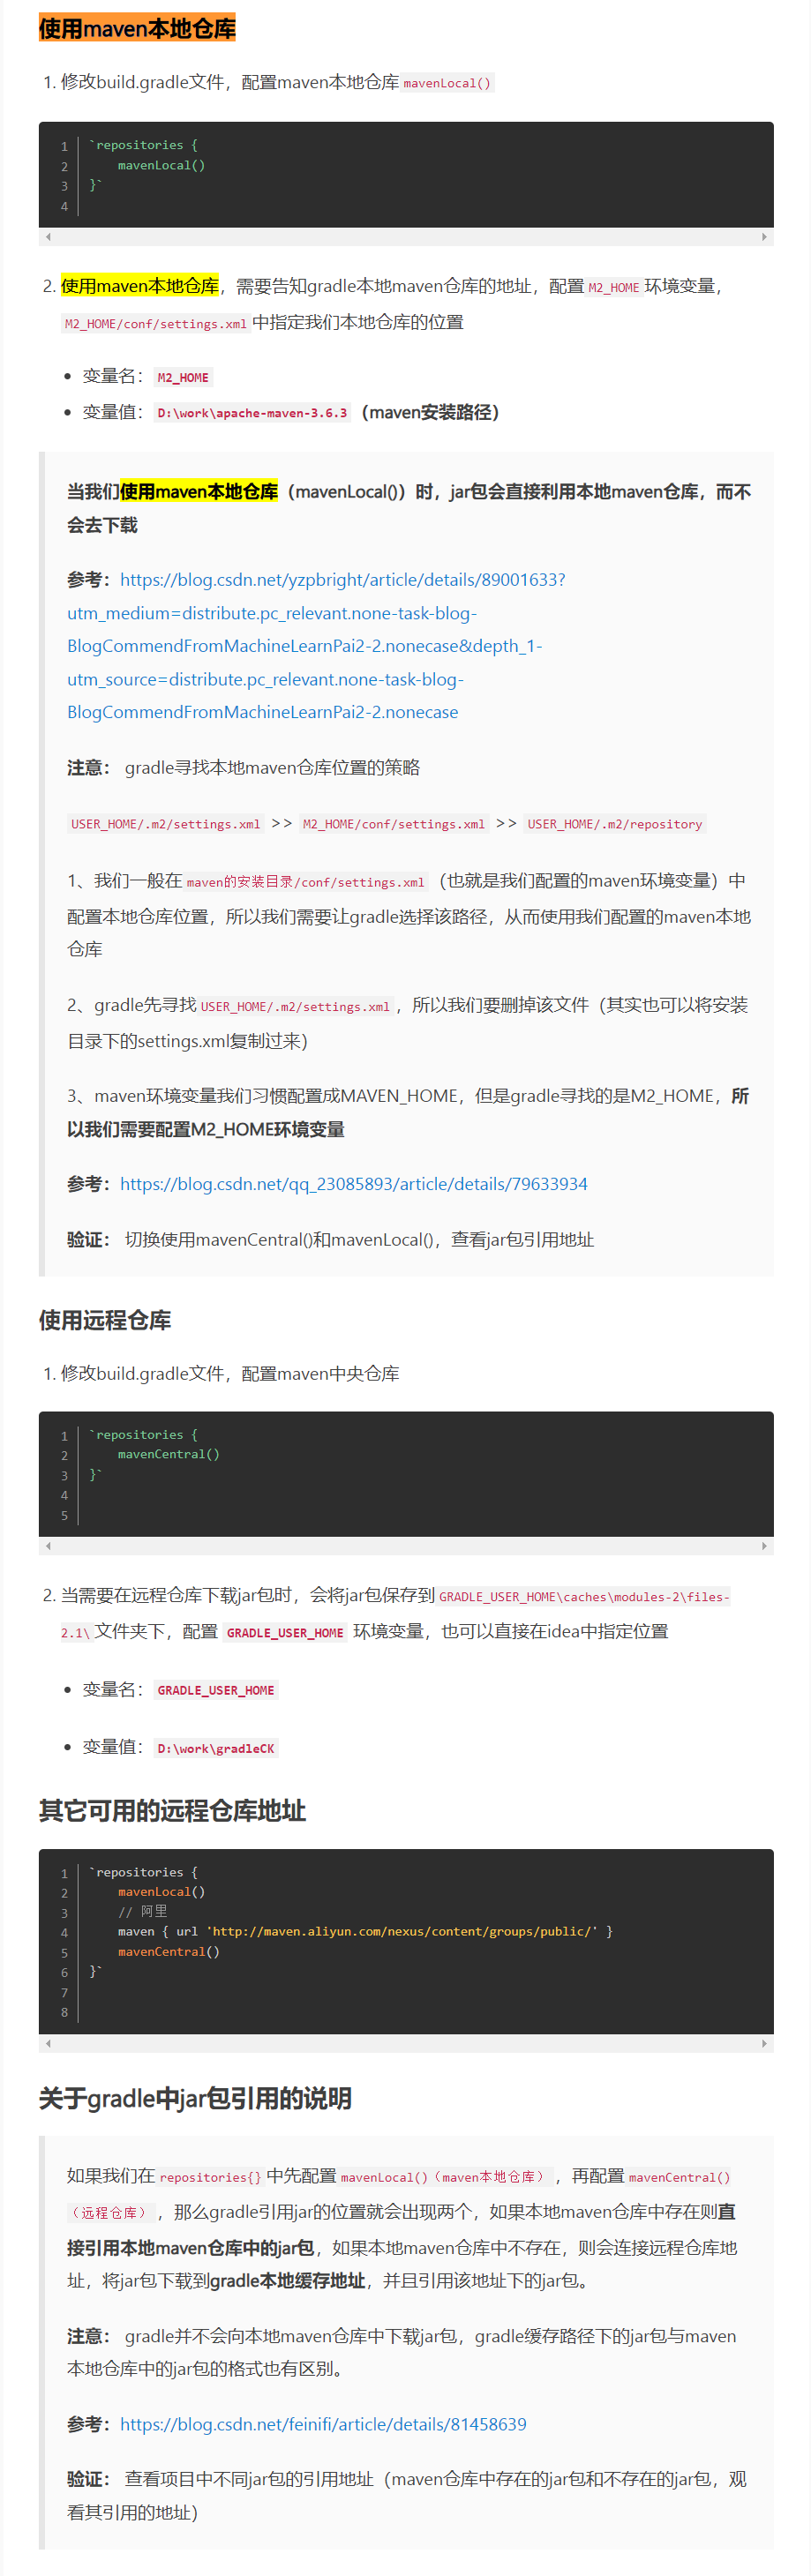 使用maven本地仓库
1. 修改build.gradle文件，配置maven本地仓库 mavenLocal()
1 `repositories {
2     mavenLocal()
3 }`
4
2. 使用maven本地仓库，需要告知gradle本地maven仓库的地址，配置 M2_HOME 环境变量，
M2_HOME/conf/settings.xml 中指定我们本地仓库的位置
• 变量名： M2_HOME
• 变量值： D:\work\apache-maven-3.6.3 （maven安装路径）
当我们使用maven本地仓库（mavenLocal()）时，jar包会直接利用本地maven仓库，而不
会去下载
参考：https://blog.csdn.net/yzpbright/article/details/89001633?
utm_medium=distribute.pc_relevant.none-task-blog-
BlogCommendFromMachineLearnPai2-2.nonecase&depth_1-
utm_source=distribute.pc_relevant.none-task-blog-
BlogCommendFromMachineLearnPai2-2.nonecase
注意： gradle寻找本地maven仓库位置的策略
USER_HOME/.m2/settings.xml >> M2_HOME/conf/settings.xml >> USER_HOME/.m2/repository
1、我们一般在 maven的安装目录/conf/settings.xml （也就是我们配置的maven环境变量）中
配置本地仓库位置，所以我们需要让gradle选择该路径，从而使用我们配置的maven本地
仓库
2、gradle先寻找 USER_HOME/.m2/settings.xml ，所以我们要删掉该文件（其实也可以将安装
目录下的settings.xml复制过来）
3、maven环境变量我们习惯配置成MAVEN_HOME，但是gradle寻找的是M2_HOME，所
以我们需要配置M2_HOME环境变量
参考：https://blog.csdn.net/qq_23085893/article/details/79633934
验证： 切换使用mavenCentral()和mavenLocal()，查看jar包引用地址
使用远程仓库
1. 修改build.gradle文件，配置maven中央仓库
1 `repositories {
2     mavenCentral()
3 }`
4
5
2. 当需要在远程仓库下载jar包时，会将jar包保存到 GRADLE_USER_HOME\caches\modules-2\files-
2.1\ 文件夹下，配置 GRADLE_USER_HOME 环境变量，也可以直接在idea中指定位置
• 变量名： GRADLE_USER_HOME
• 变量值： D:\work\gradleCK
其它可用的远程仓库地址
1 `repositories {
2     mavenLocal()
3     // 阿里
4     maven { url 'http://maven.aliyun.com/nexus/content/groups/public/' }
5     mavenCentral()
6 }`
7
8
关于gradle中jar包引用的说明
如果我们在 repositories{} 中先配置 mavenLocal()（maven本地仓库） ，再配置 mavenCentral()
（远程仓库） ，那么gradle引用jar的位置就会出现两个，如果本地maven仓库中存在则直
接引用本地maven仓库中的jar包，如果本地maven仓库中不存在，则会连接远程仓库地
址，将jar包下载到gradle本地缓存地址，并且引用该地址下的jar包。
注意： gradle并不会向本地maven仓库中下载jar包，gradle缓存路径下的jar包与maven
本地仓库中的jar包的格式也有区别。
参考：https://blog.csdn.net/feinifi/article/details/81458639
验证： 查看项目中不同jar包的引用地址（maven仓库中存在的jar包和不存在的jar包，观
看其引用的地址）